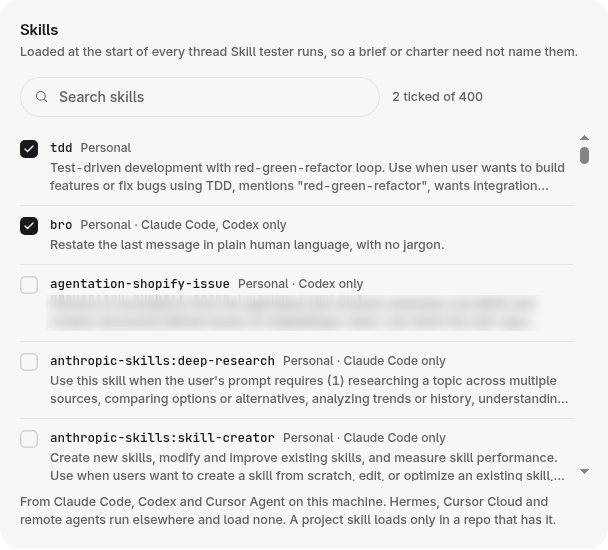 Skills
Loaded at the start of every thread Skill tester runs, so a brief or charter need not name them.
Search skills
2 ticked of 400
tdd Personal
Test-driven development with red-green-refactor loop. Use when user wants to build
features or fix bugs using TDD, mentions "red-green-refactor", wants integration...
bro Personal · Claude Code, Codex only
Restate the last message in plain human language, with no jargon.
agentation-shopify-issue Personal · Codex only
anthropic-skills:deep-research Personal · Claude Code only
Use this skill when the user's prompt requires (1) researching a topic across multiple
sources, comparing options or alternatives, analyzing trends or history, understandin...
anthropic-skills:skill-creator Personal · Claude Code only
Create new skills, modify and improve existing skills, and measure skill performance.
Use when users want to create a skill from scratch, edit, or optimize an existing skill,...
From Claude Code, Codex and Cursor Agent on this machine. Hermes, Cursor Cloud and
remote agents run elsewhere and load none. A project skill loads only in a repo that has it.